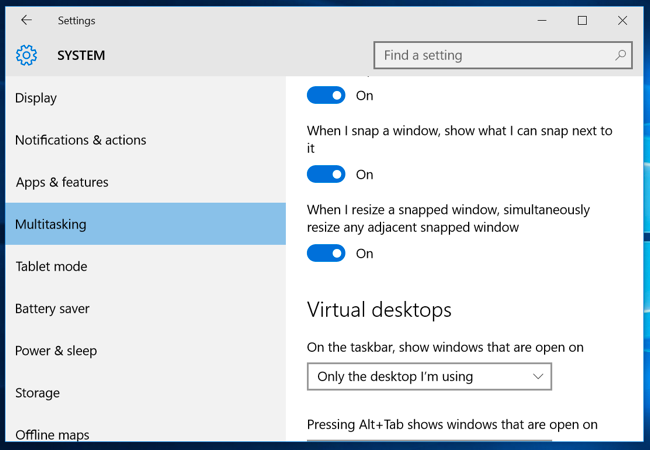 Settings
SYSTEM
Find a setting
Display
Notifications & actions
Apps & features
Multitasking
Tablet mode
Battery saver
Power & sleep
Storage
Offline maps
On
When I snap a window, show what I can snap next to
it
On
When I resize a snapped window, simultaneously
resize any adjacent snapped window
On
Virtual desktops
On the taskbar, show windows that are open on
Only the desktop I'm using
Pressing Alt+Tab shows windows that are open on